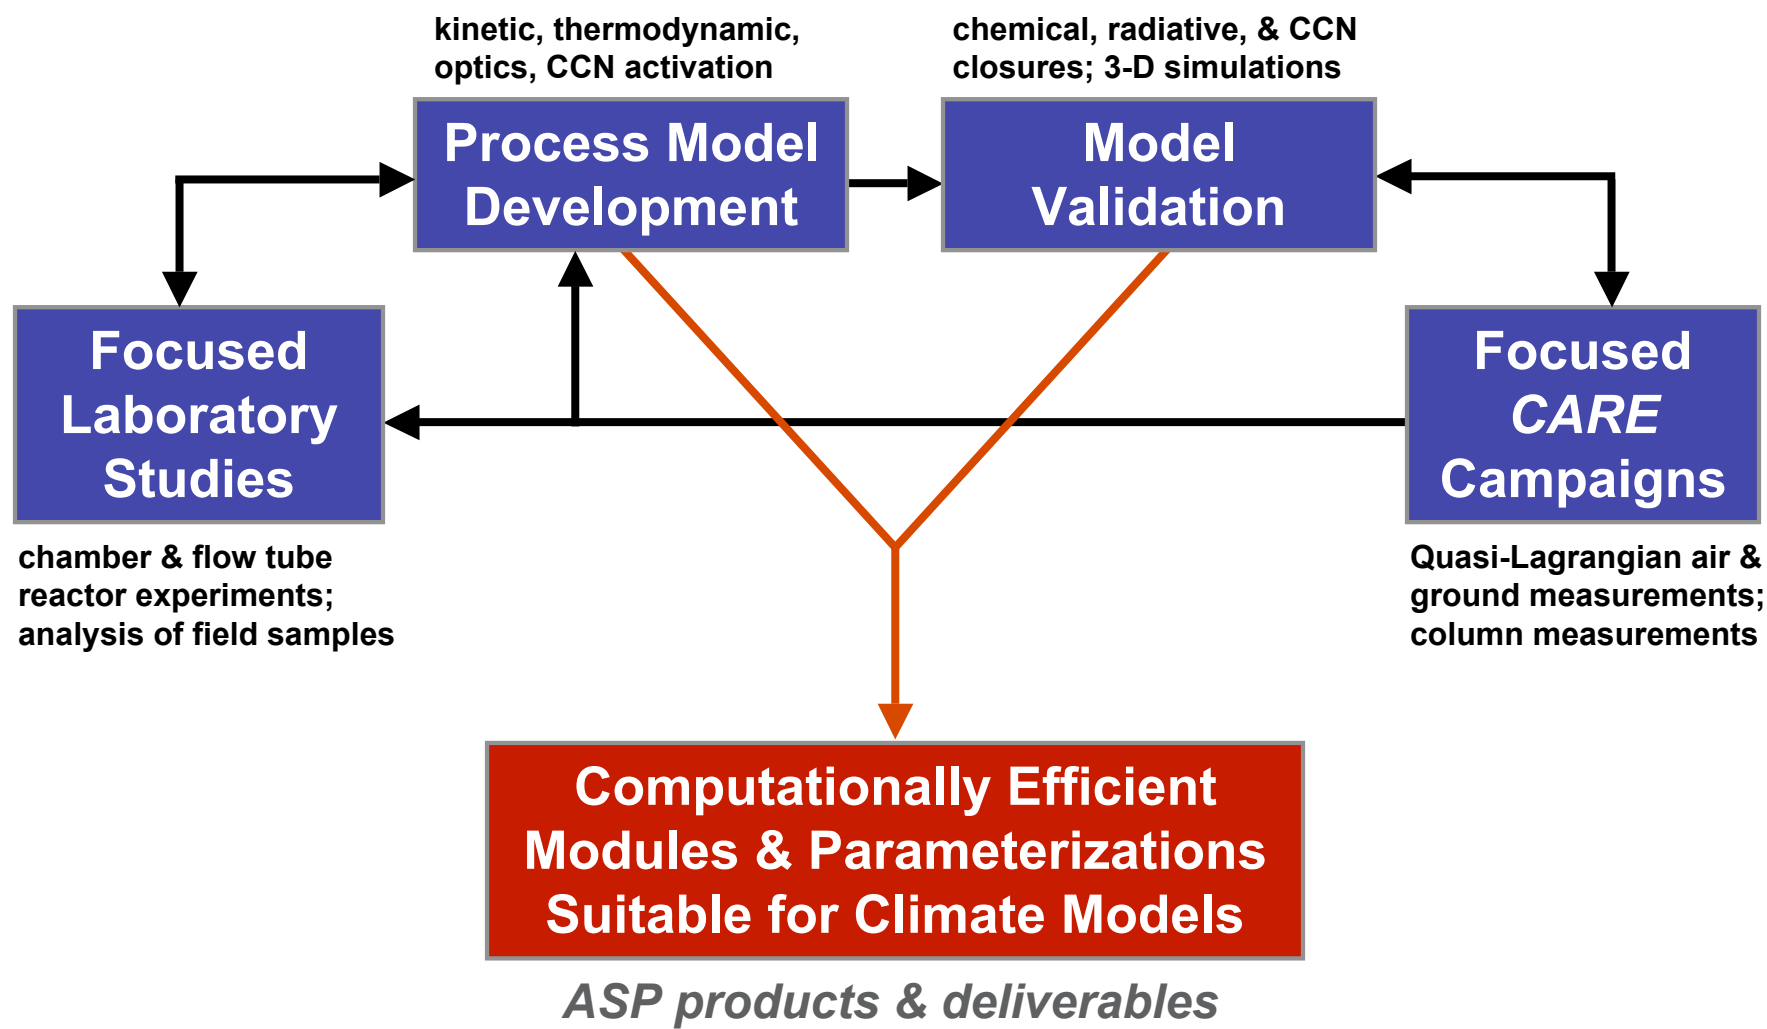 kinetic, thermodynamic,
optics, CCN activation
chemical, radiative, & CCN
closures; 3-D simulations
Process Model
Development
Model
Validation
Focused
Laboratory
Studies
Focused
CARE
Campaigns
chamber & flow tube
reactor experiments;
analysis of field samples
Quasi-Lagrangian air &
ground measurements;
column measurements
Computationally Efficient
Modules & Parameterizations
Suitable for Climate Models
ASP products & deliverables